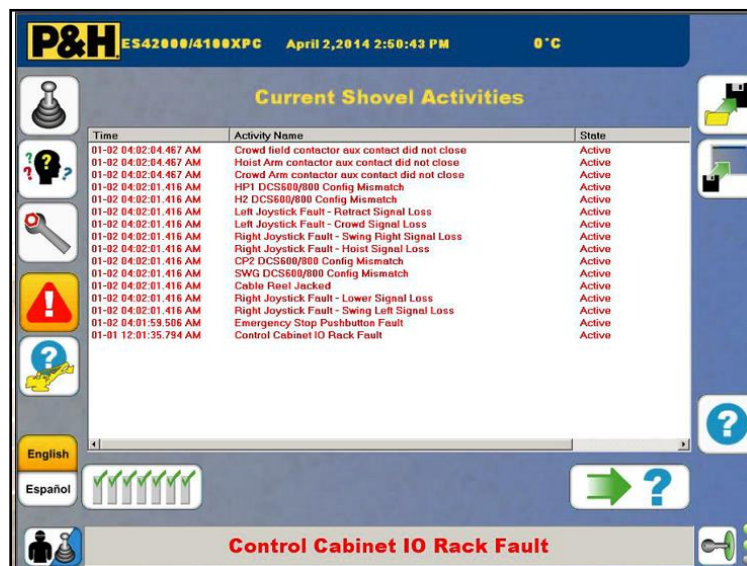 P&H ES42000/4100XPC April 2,2014 2:50:43 PM 0°C
Current Shovel Activities
Time Activity Name State
01-02 04:02:04.467 AM Crowd field contactor aux contact did not close Active
01-02 04:02:04.467 AM Hoist Arm contactor aux contact did not close Active
01-02 04:02:04.467 AM Crowd Arm contactor aux contact did not close Active
01-02 04:02:01.416 AM HP1 DCS600/800 Config Mismatch Active
01-02 04:02:01.416 AM H2 DCS600/800 Config Mismatch Active
01-02 04:02:01.416 AM Left Joystick Fault - Retract Signal Loss Active
01-02 04:02:01.416 AM Left Joystick Fault - Crowd Signal Loss Active
01-02 04:02:01.416 AM Right Joystick Fault - Swing Right Signal Loss Active
01-02 04:02:01.416 AM Right Joystick Fault - Hoist Signal Loss Active
01-02 04:02:01.416 AM CP2 DCS600/800 Config Mismatch Active
01-02 04:02:01.416 AM SWG DCS600/800 Config Mismatch Active
01-02 04:02:01.416 AM Cable Reel Jacked Active
01-02 04:02:01.416 AM Right Joystick Fault - Lower Signal Loss Active
01-02 04:02:01.416 AM Right Joystick Fault - Swing Left Signal Loss Active
01-02 04:01:59.506 AM Emergency Stop Pushbutton Fault Active
01-01 12:01:35.794 AM Control Cabinet IO Rack Fault Active
English
Español
Control Cabinet IO Rack Fault